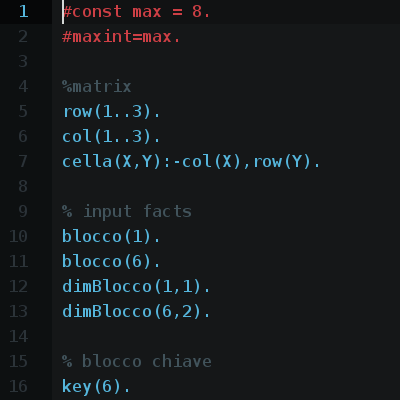 1 #const max = 8.
2 #maxint=max.
3
4 %matrix
5 row(1..3).
6 col(1..3).
7 cella(X,Y):-col(X),row(Y).
8
9 % input facts
10 blocco(1).
11 blocco(6).
12 dimBlocco(1,1).
13 dimBlocco(6,2).
14
15 % blocco chiave
16 key(6).